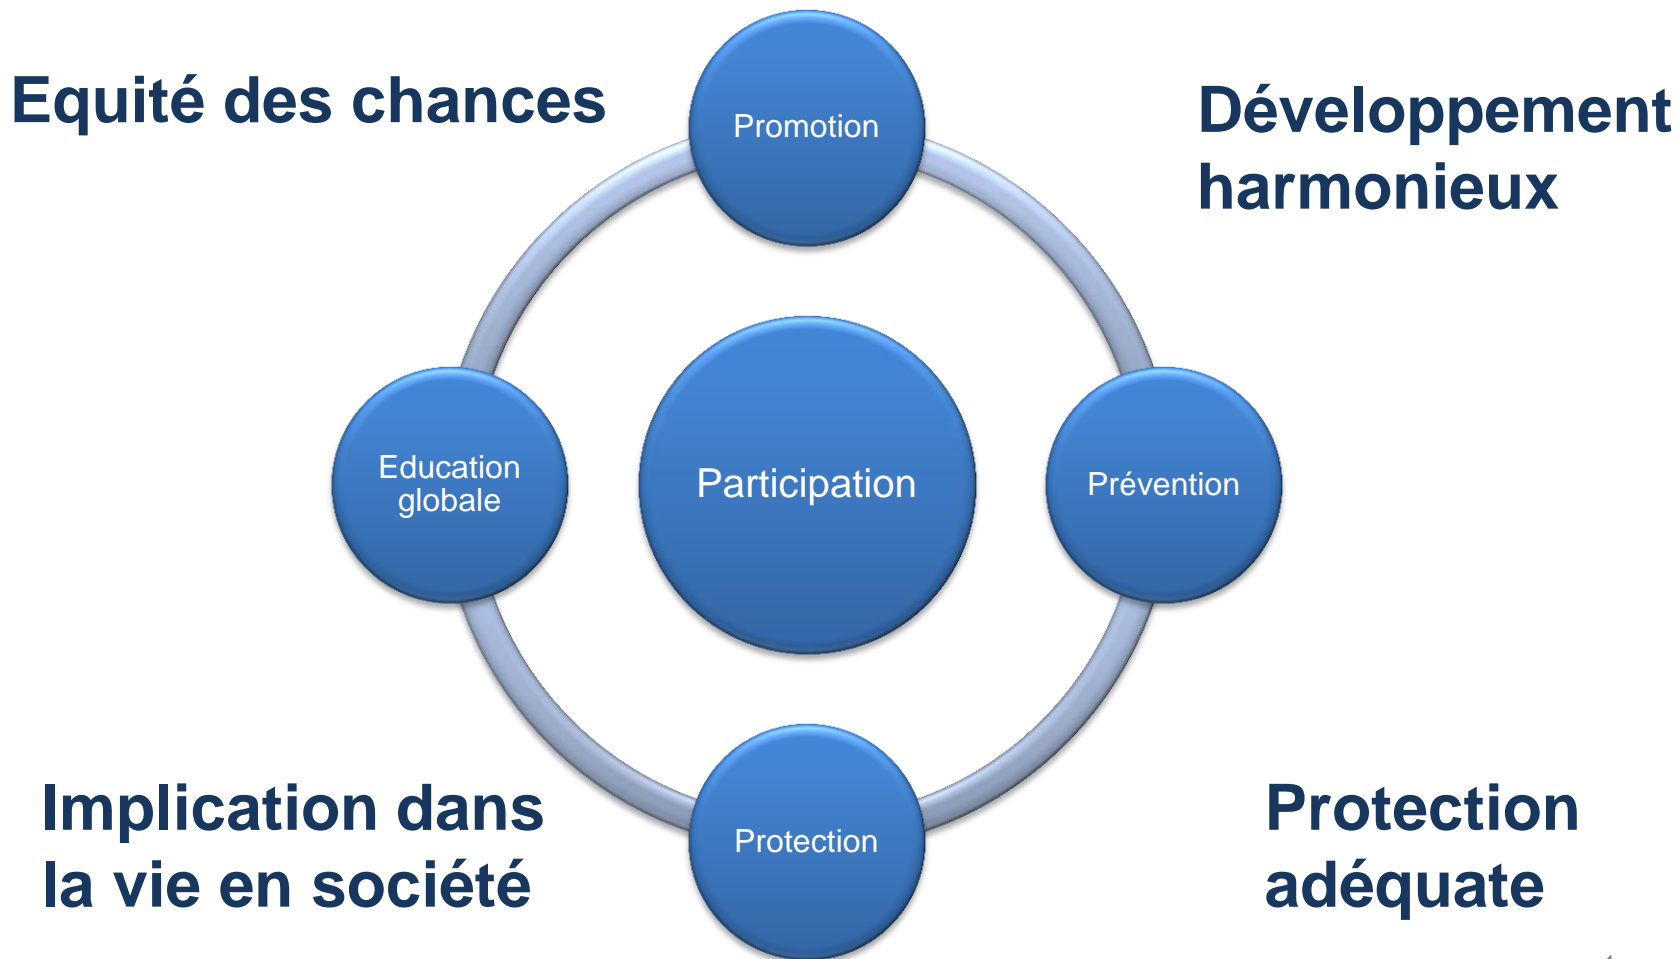 Equité des chances
Promotion
Développement
harmonieux
Education
globale
Participation
Prévention
Implication dans
la vie en société
Protection
Protection
adéquate